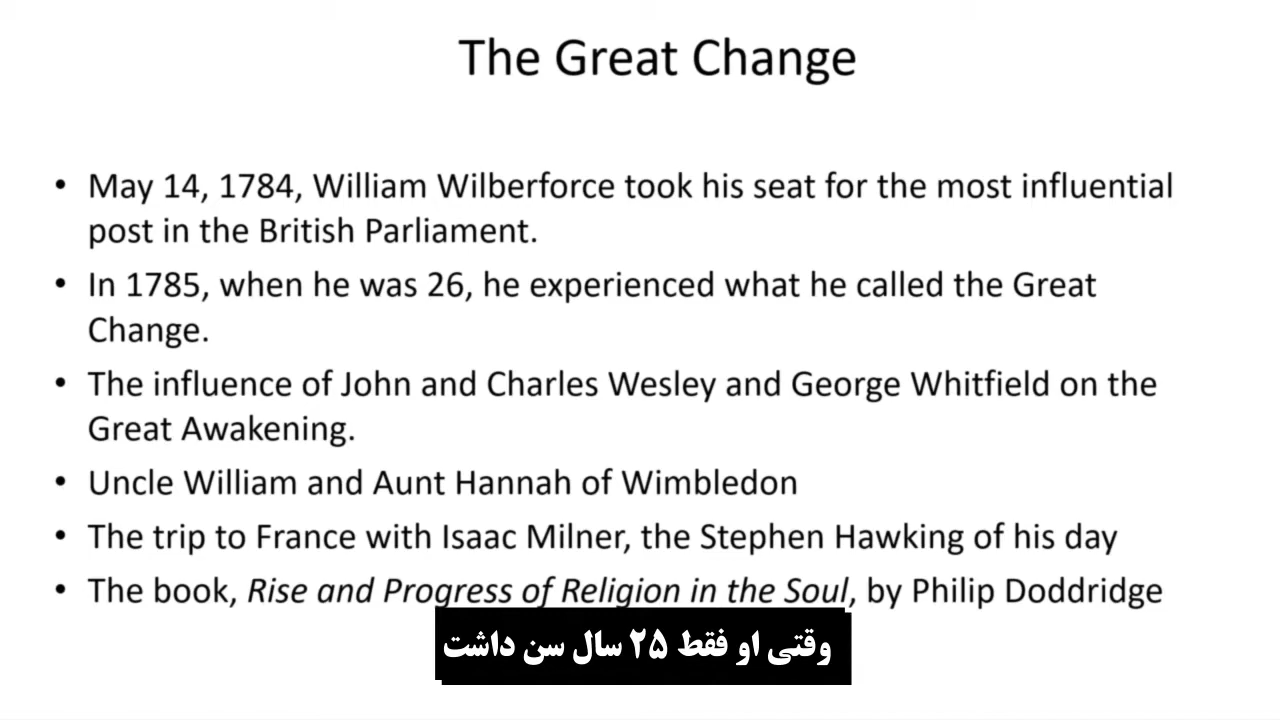 The Great Change
• May 14, 1784, William Wilberforce took his seat for the most influential
post in the British Parliament.
• In 1785, when he was 26, he experienced what he called the Great
Change.
• The influence of John and Charles Wesley and George Whitfield on the
Great Awakening.
• Uncle William and Aunt Hannah of Wimbledon
• The trip to France with Isaac Milner, the Stephen Hawking of his day
• The book, Rise and Progress of Religion in the Soul, by Philip Doddridge
وقتی او فقط ۲۵ سال سن داشت